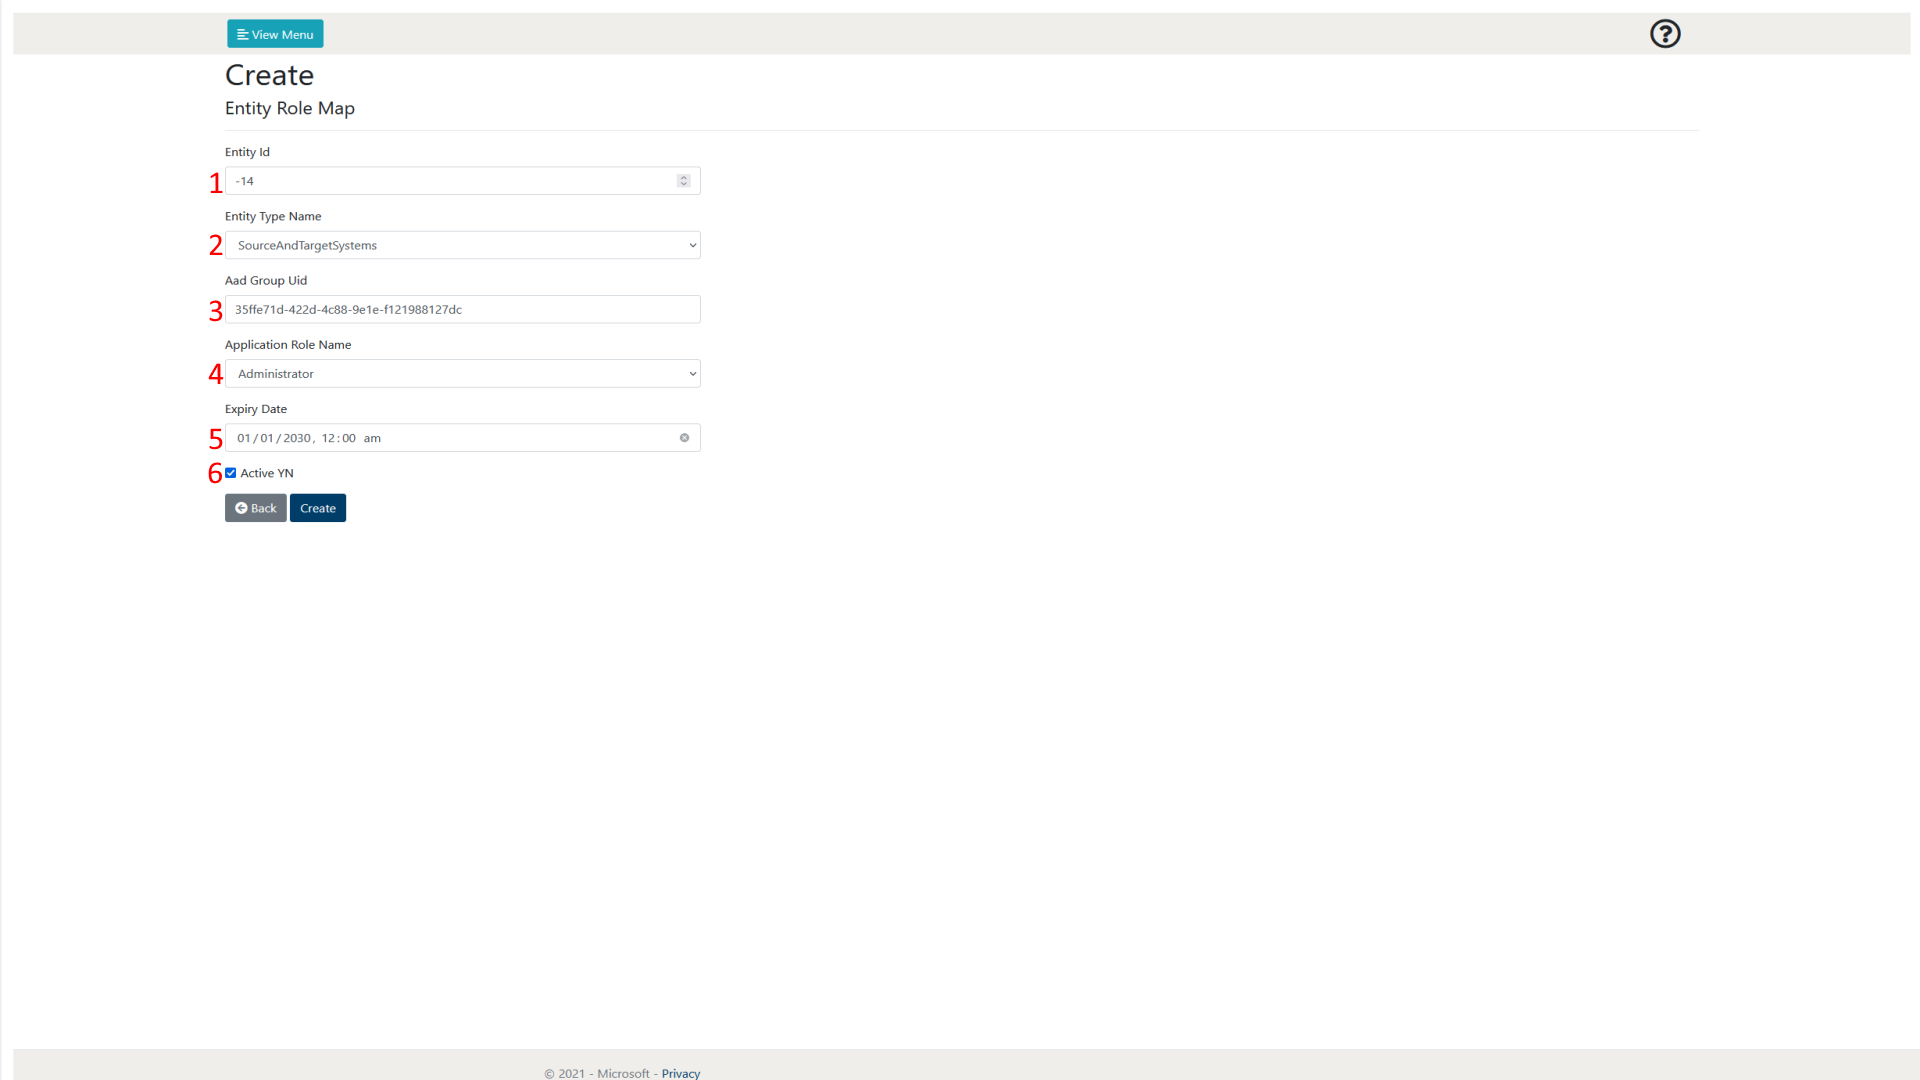 View Menu
Create
Entity Role Map
Entity Id
1 -14
Entity Type Name
2 SourceAndTargetSystems
Aad Group Uid
3 35ffe71d-422d-4c88-9e1e-f121988127dc
Application Role Name
4 Administrator
Expiry Date
5 01/01/2030, 12:00 am
6 Active YN
Back Create
© 2021 - Microsoft - Privacy